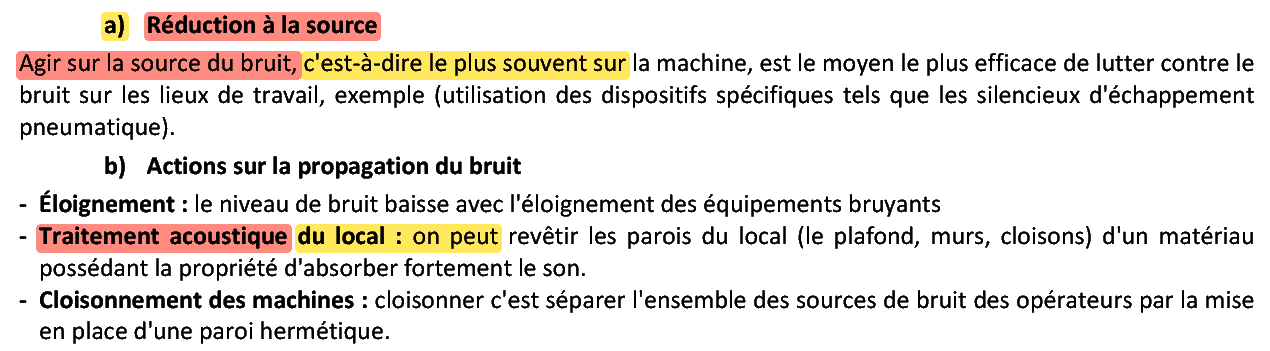 a) Réduction à la source
Agir sur la source du bruit, c'est-à-dire le plus souvent sur la machine, est le moyen le plus efficace de lutter contre le
bruit sur les lieux de travail, exemple (utilisation des dispositifs spécifiques tels que les silencieux d'échappement
pneumatique).
b) Actions sur la propagation du bruit
- Éloignement : le niveau de bruit baisse avec l'éloignement des équipements bruyants
- Traitement acoustique du local : on peut revêtir les parois du local (le plafond, murs, cloisons) d'un matériau
possédant la propriété d'absorber fortement le son.
- Cloisonnement des machines : cloisonner c'est séparer l'ensemble des sources de bruit des opérateurs par la mise
en place d'une paroi hermétique.